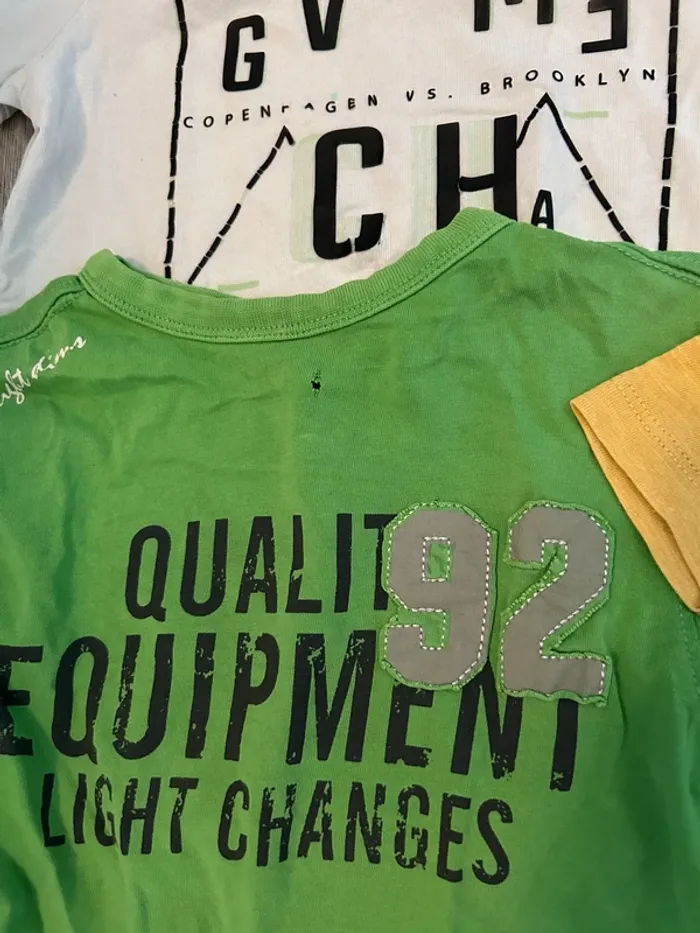 COPENHAGEN VS. BROOKLYN
CH
A
QUALIT
92
EQUIPMENT
LIGHT CHANGES